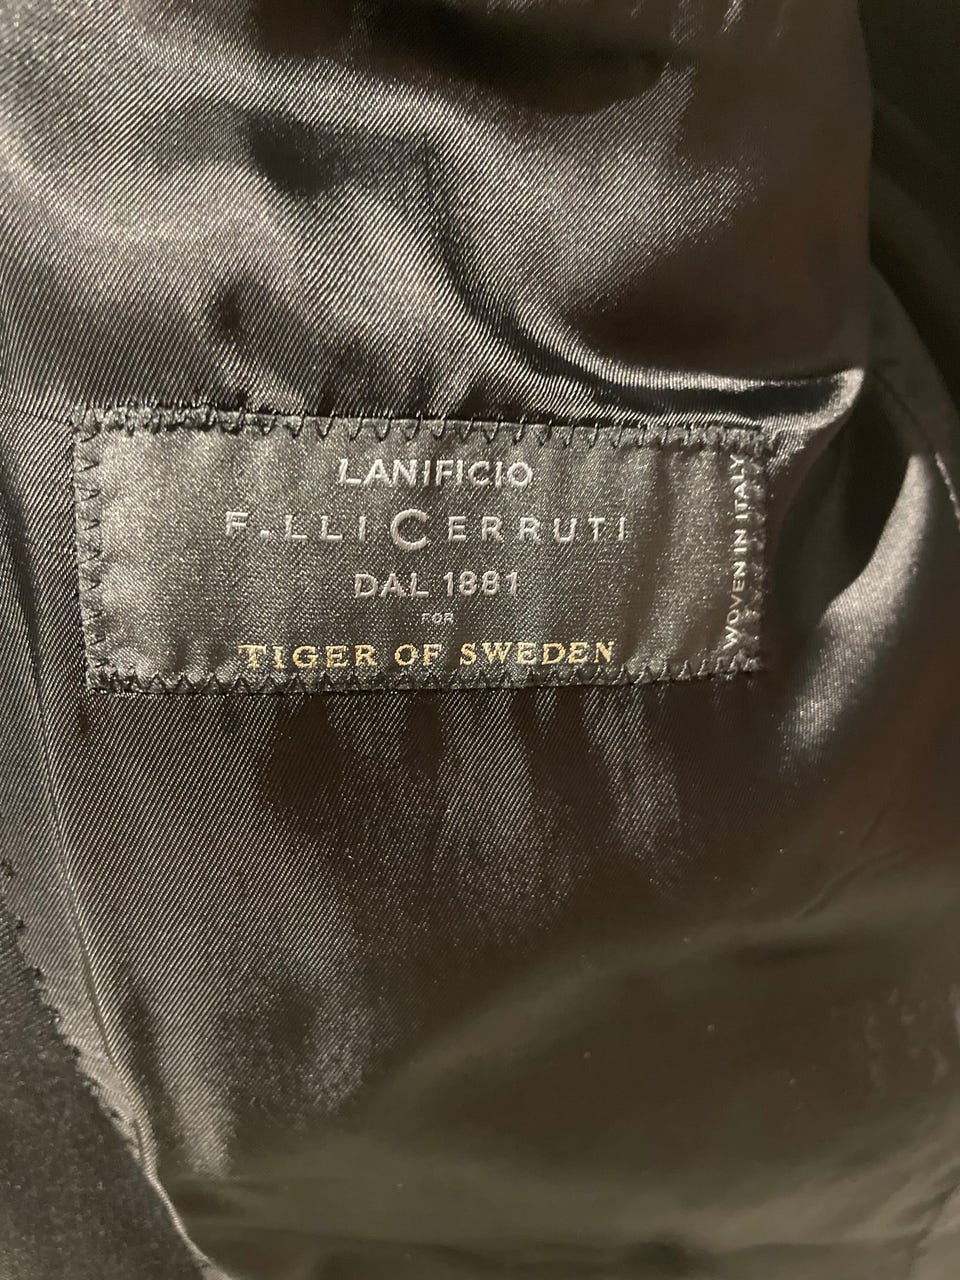 LANIFICIO
F.LLI CERRUTI
DAL 1881
FOR
TIGER OF SWEDEN
WOVEN IN ITALY